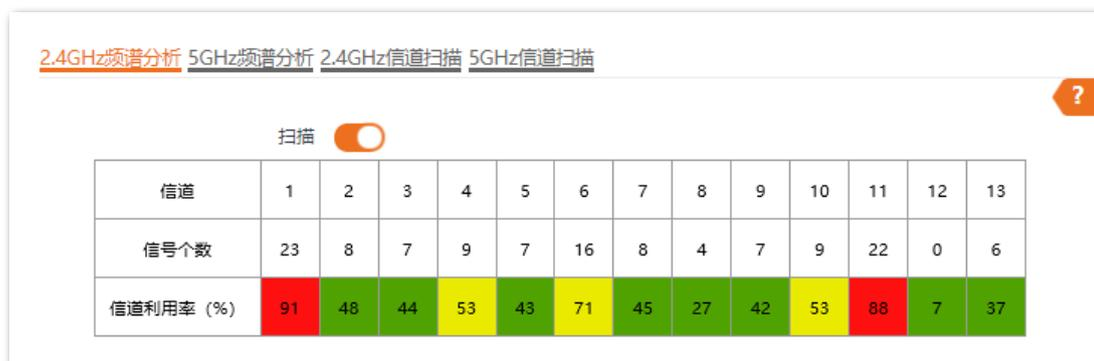 2.4GHz频谱分析 5GHz频谱分析 2.4GHz信道扫描 5GHz信道扫描
?
扫描
信道 1 2 3 4 5 6 7 8 9 10 11 12 13
信号个数 23 8 7 9 7 16 8 4 7 9 22 0 6
信道利用率（%） 91 48 44 53 43 71 45 27 42 53 88 7 37